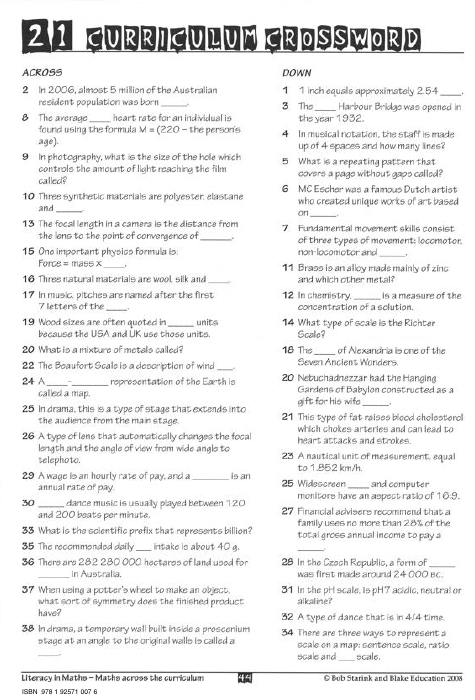 21 CURRICULUM CROSSWORD
ACROSS
2 In 2006, almost 5 million of the Australian
resident population was born _____.
8 The average _____ heart rate for an individual is
found using the formula M = (220 – the person's
age).
9 In photography, what is the size of the hole which
controls the amount of light reaching the film
called?
10 Three synthetic materials are polyester, elastane
and _____.
13 The focal length in a camera is the distance from
the lens to the point of convergence of _____.
15 One important physics formula is:
Force = mass x _____.
16 Three natural materials are wool, silk and _____.
17 In music, pitches are named after the first
7 letters of the _____.
19 Wood sizes are often quoted in _____ units
because the USA and UK use those units.
20 What is a mixture of metals called?
22 The Beaufort Scale is a description of wind ____.
24 A _____-_______ representation of the Earth is
called a map.
25 In drama, this is a type of stage that extends into
the audience from the main stage.
26 A type of lens that automatically changes the focal
length and the angle of view from wide angle to
telephoto.
29 A wage is an hourly rate of pay, and a _______ is an
annual rate of pay.
30 _____ dance music is usually played between 120
and 200 beats per minute.
33 What is the scientific prefix that represents billion?
35 The recommended daily ___ intake is about 40 g.
36 There are 282 280 000 hectares of land used for
_______ in Australia.
37 When using a potter's wheel to make an object,
what sort of symmetry does the finished product
have?
38 In drama, a temporary wall built inside a proscenium
stage at an angle to the original walls is called a
_____.
DOWN
1 1 inch equals approximately 2.54 _____.
3 The ____ Harbour Bridge was opened in
the year 1932.
4 In musical notation, the staff is made
up of 4 spaces and how many lines?
5 What is a repeating pattern that
covers a page without gaps called?
6 MC Escher was a famous Dutch artist
who created unique works of art based
on ______.
7 Fundamental movement skills consist
of three types of movement: locomotor,
non-locomotor and ______.
11 Brass is an alloy made mainly of zinc
and which other metal?
12 In chemistry, ______ is a measure of the
concentration of a solution.
14 What type of scale is the Richter
Scale?
18 The ____ of Alexandria is one of the
Seven Ancient Wonders.
20 Nebuchadnezzar had the Hanging
Gardens of Babylon constructed as a
gift for his wife ______.
21 This type of fat raises blood cholesterol
which chokes arteries and can lead to
heart attacks and strokes.
23 A nautical unit of measurement, equal
to 1.852 km/h.
25 Widescreen _____ and computer
monitors have an aspect ratio of 16:9.
27 Financial advisers recommend that a
family uses no more than 28% of the
total gross annual income to pay a
______.
28 In the Czech Republic, a form of ______
was first made around 24 000 BC.
31 In the pH scale, is pH7 acidic, neutral or
alkaline?
32 A type of dance that is in 4/4 time.
34 There are three ways to represent a
scale on a map: sentence scale, ratio
scale and ____ scale.
Literacy in Maths – Maths across the curriculum
44
© Bob Starink and Blake Education 2008
ISBN 978 1 92571 007 6